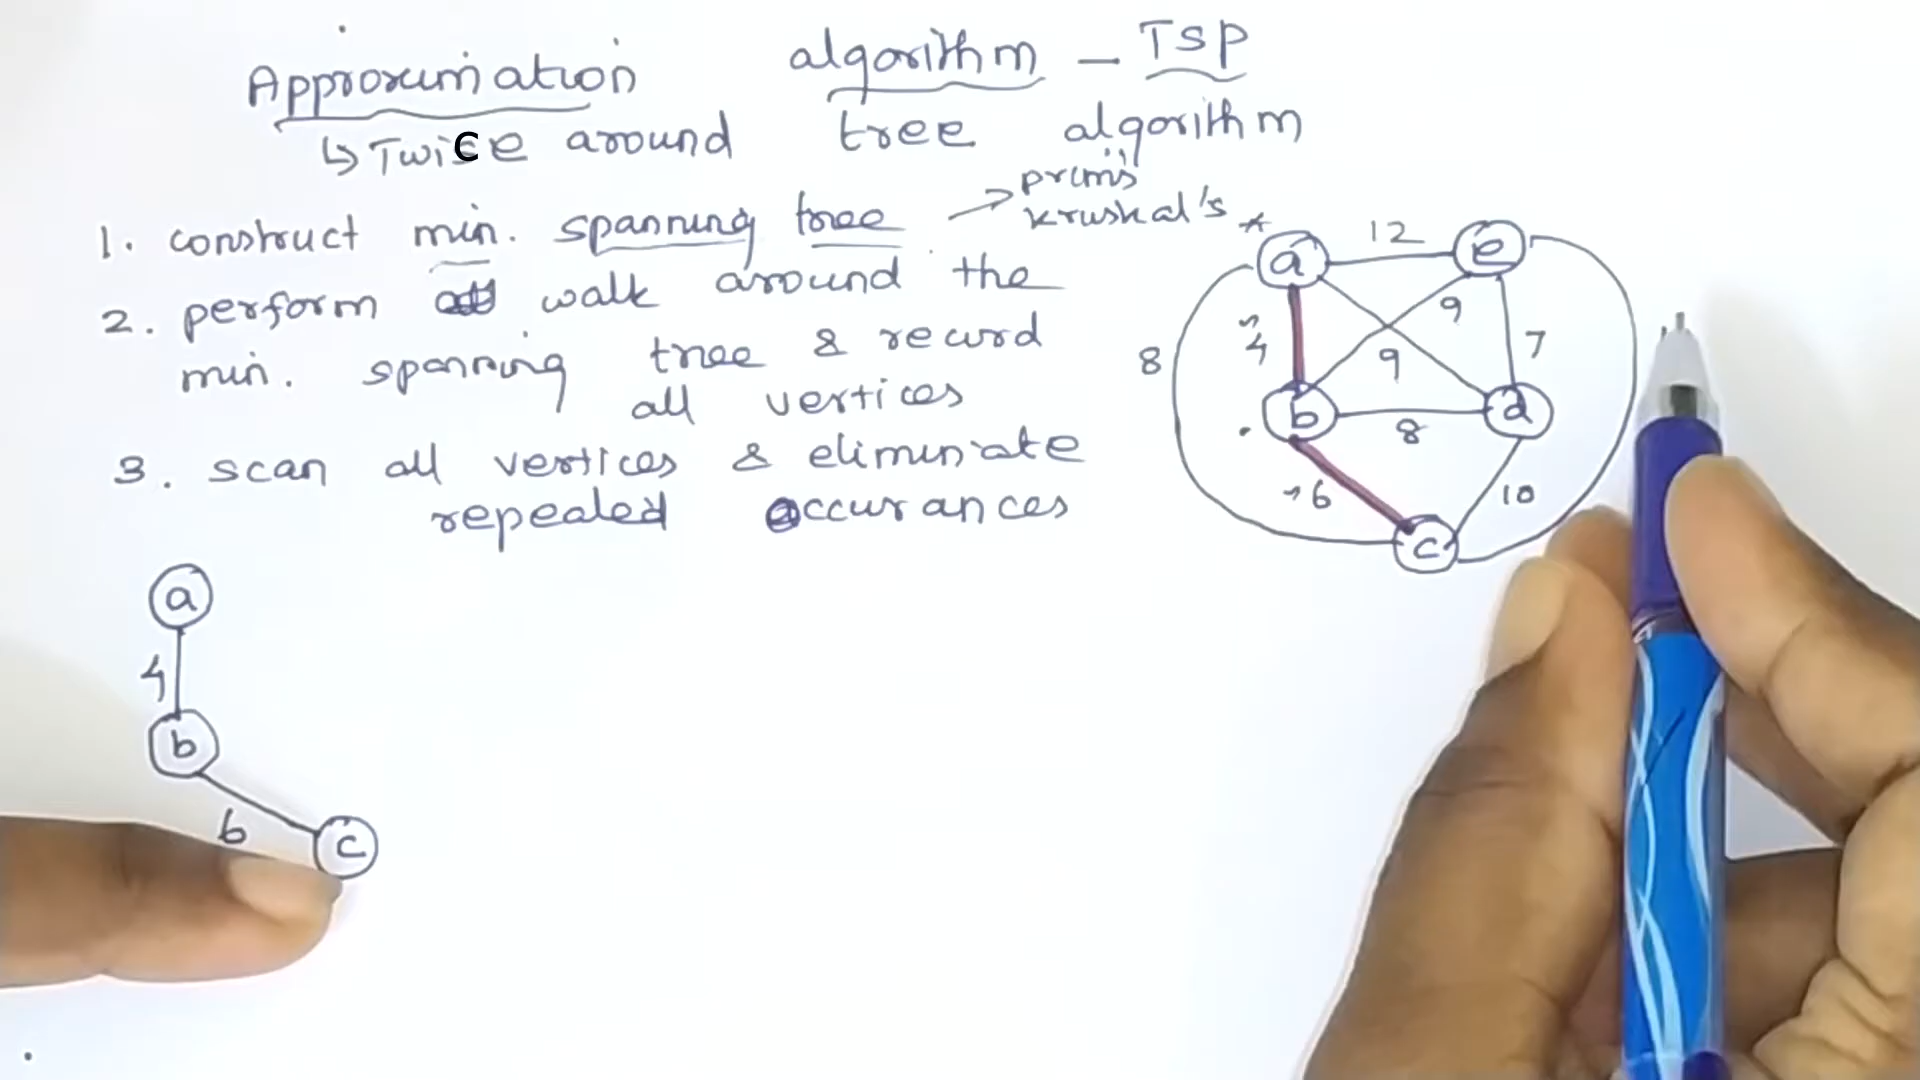 Approximation algorithm - TSP
↳ Twice around tree algorithm
1. construct min. spanning tree → prims
kruskal's
2. perform walk around the
min. spanning tree & record
all vertices
3. scan all vertices & eliminate
repeated occurances
a 12 e
9
8 4 9 7
b 8 d
6 10
c
a
4
b
6
c